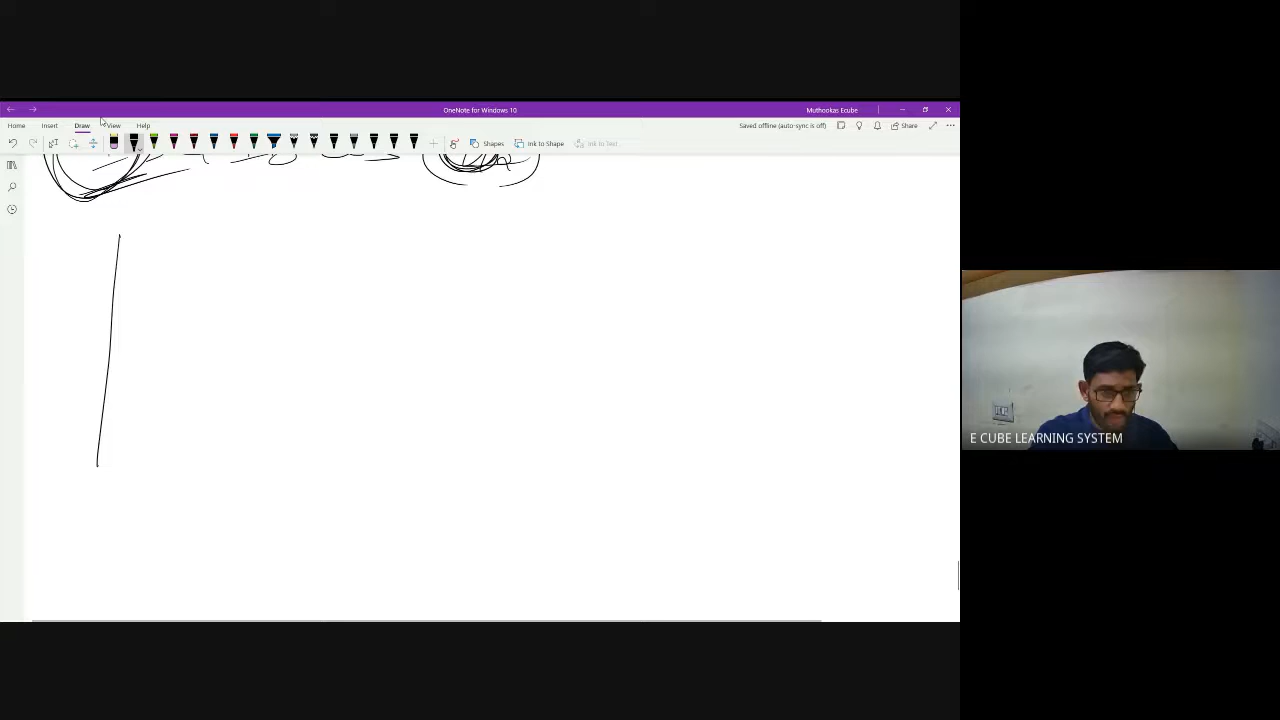 OneNote for Windows 10
Muthookas Ecube
Home Insert Draw View Help
Saved offline (auto-sync is off)
Share
Shapes
Ink to Shape
Ink to Text
E CUBE LEARNING SYSTEM